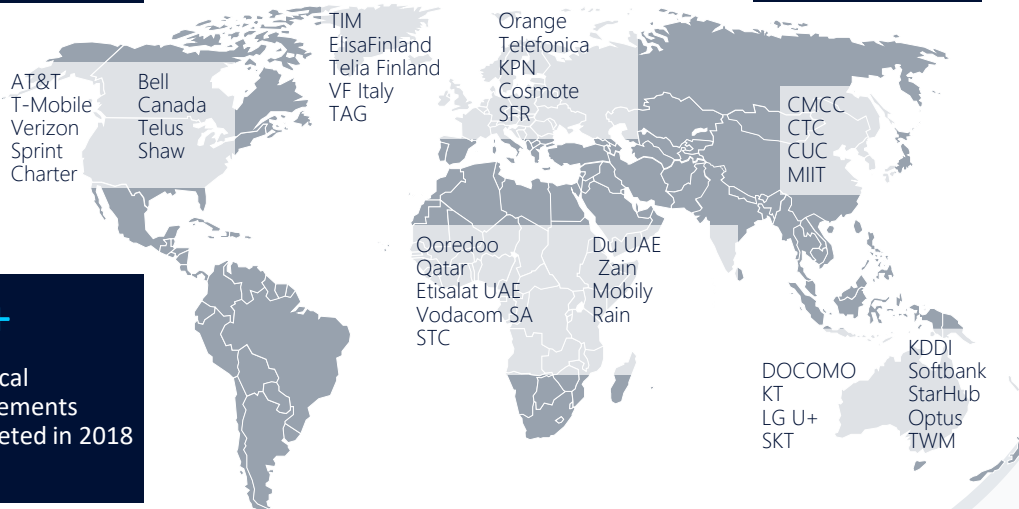 AT&T
T-Mobile
Verizon
Sprint
Charter
Bell
Canada
Telus
Shaw
TIM
ElisaFinland
Telia Finland
VF Italy
TAG
Orange
Telefonica
KPN
Cosmote
SFR
CMCC
CTC
CUC
MIIT
Ooredoo
Qatar
Etisalat UAE
Vodacom SA
STC
Du UAE
Zain
Mobily
Rain
DOCOMO
KT
LG U+
SKT
KDDI
Softbank
StarHub
Optus
TWM
+
cal
ements
eted in 2018